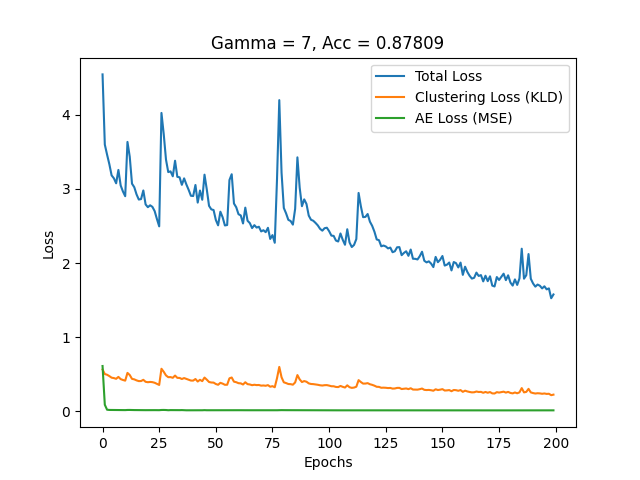 Gamma = 7, Acc = 0.87809
Total Loss
Clustering Loss (KLD)
AE Loss (MSE)
Loss
4
3
2
1
0
0 25 50 75 100 125 150 175 200
Epochs